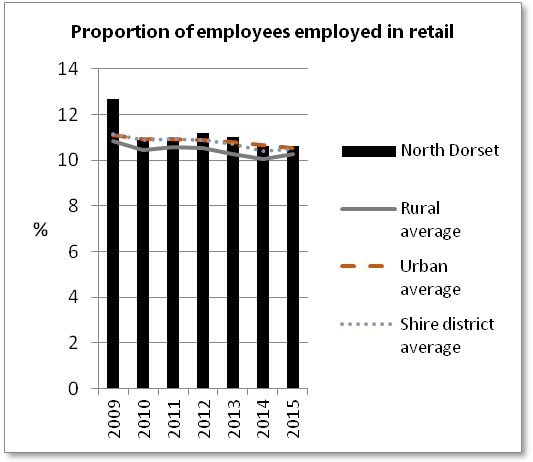 Proportion of employees employed in retail
14
12
10
8
6
4
2
0
%
2009
2010
2011
2012
2013
2014
2015
North Dorset
Rural
average
Urban
average
Shire district
average